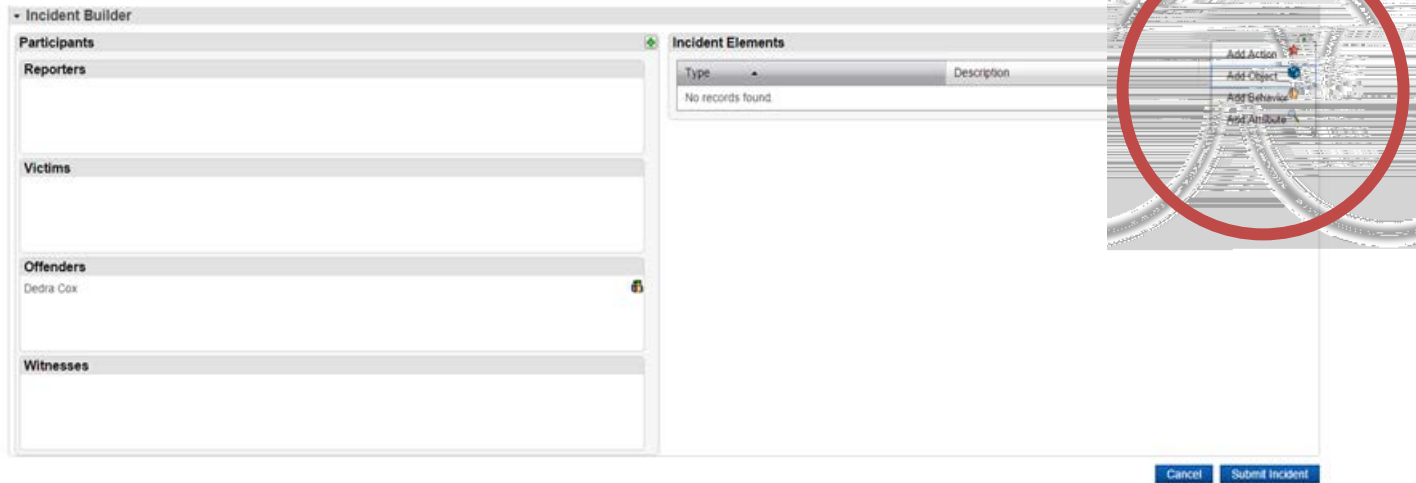 Incident Builder
Participants
Reporters
Victims
Offenders
Dedra Cox
Witnesses
Incident Elements
Type Description
No records found.
Add Action
Add Object
Add Behavior
Add Attribute
Cancel Submit Incident